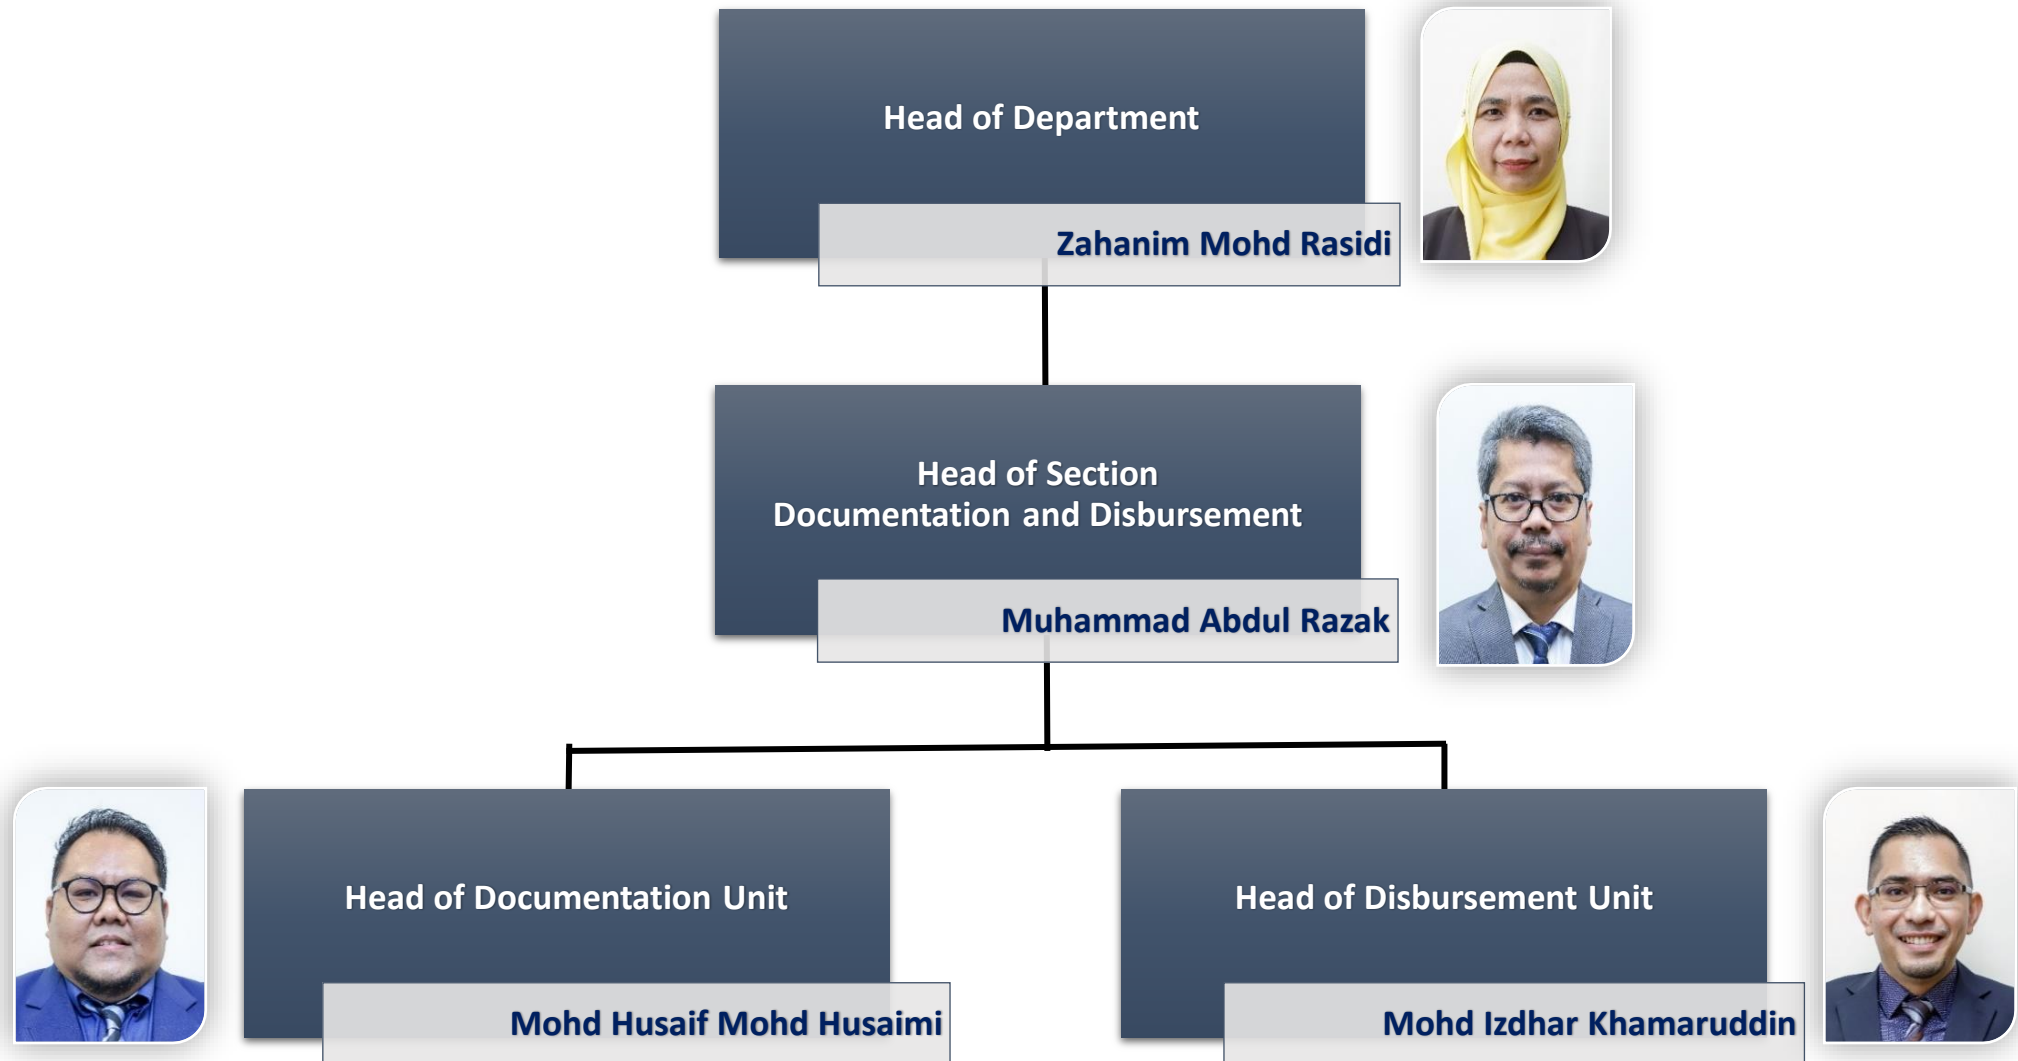 Head of Department
Zahanim Mohd Rasidi
Head of Section
Documentation and Disbursement
Muhammad Abdul Razak
Head of Documentation Unit
Mohd Husaif Mohd Husaimi
Head of Disbursement Unit
Mohd Izdhar Khamaruddin